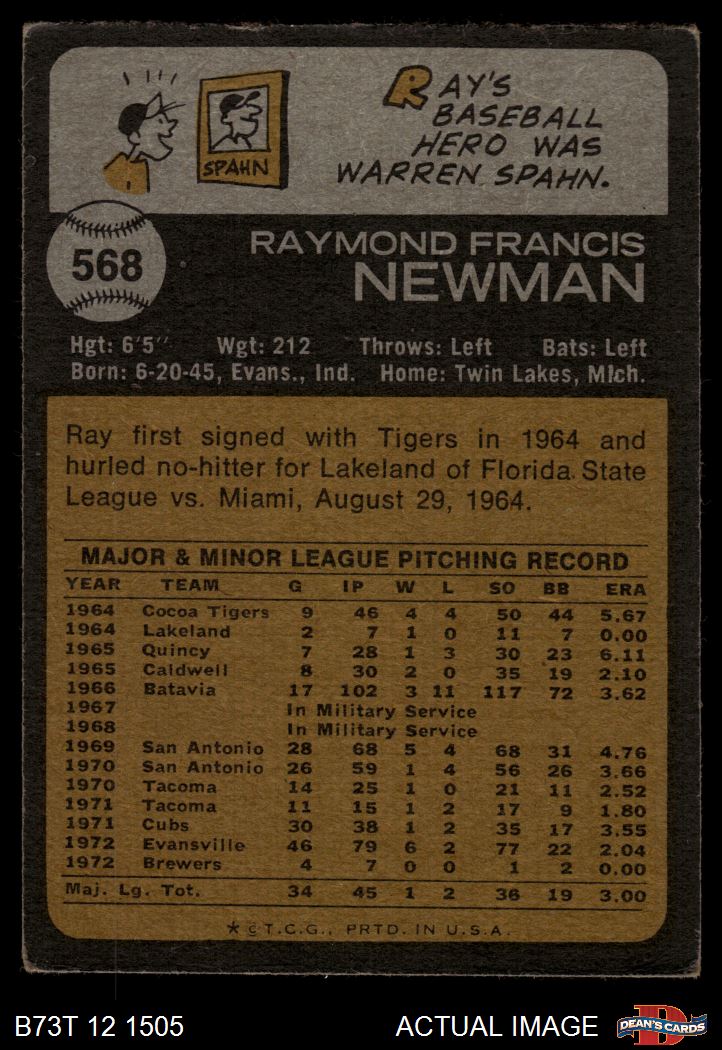 RAY'S
BASEBALL
HERO WAS
WARREN SPAHN.
SPAHN
568
RAYMOND FRANCIS
NEWMAN
Hgt: 6'5" Wgt: 212 Throws: Left Bats: Left
Born: 6-20-45, Evans., Ind. Home: Twin Lakes, Mich.
Ray first signed with Tigers in 1964 and
hurled no-hitter for Lakeland of Florida State
League vs. Miami, August 29, 1964.
MAJOR & MINOR LEAGUE PITCHING RECORD
YEAR TEAM G IP W L SO BB ERA
1964 Cocoa Tigers 9 46 4 4 50 44 5.67
1964 Lakeland 2 7 1 0 11 7 0.00
1965 Quincy 7 28 1 3 30 23 6.11
1965 Caldwell 8 30 2 0 35 19 2.10
1966 Batavia 17 102 3 11 117 72 3.62
1967 In Military Service
1968 In Military Service
1969 San Antonio 28 68 5 4 68 31 4.76
1970 San Antonio 26 59 1 4 56 26 3.66
1970 Tacoma 14 25 1 0 21 11 2.52
1971 Tacoma 11 15 1 2 17 9 1.80
1971 Cubs 30 38 1 2 35 17 3.55
1972 Evansville 46 79 6 2 77 22 2.04
1972 Brewers 4 7 0 0 1 2 0.00
Maj. Lg. Tot. 34 45 1 2 36 19 3.00
* © T.C.G., PRTD. IN U.S.A.
B73T 12 1505 ACTUAL IMAGE DEAN'S CARDS